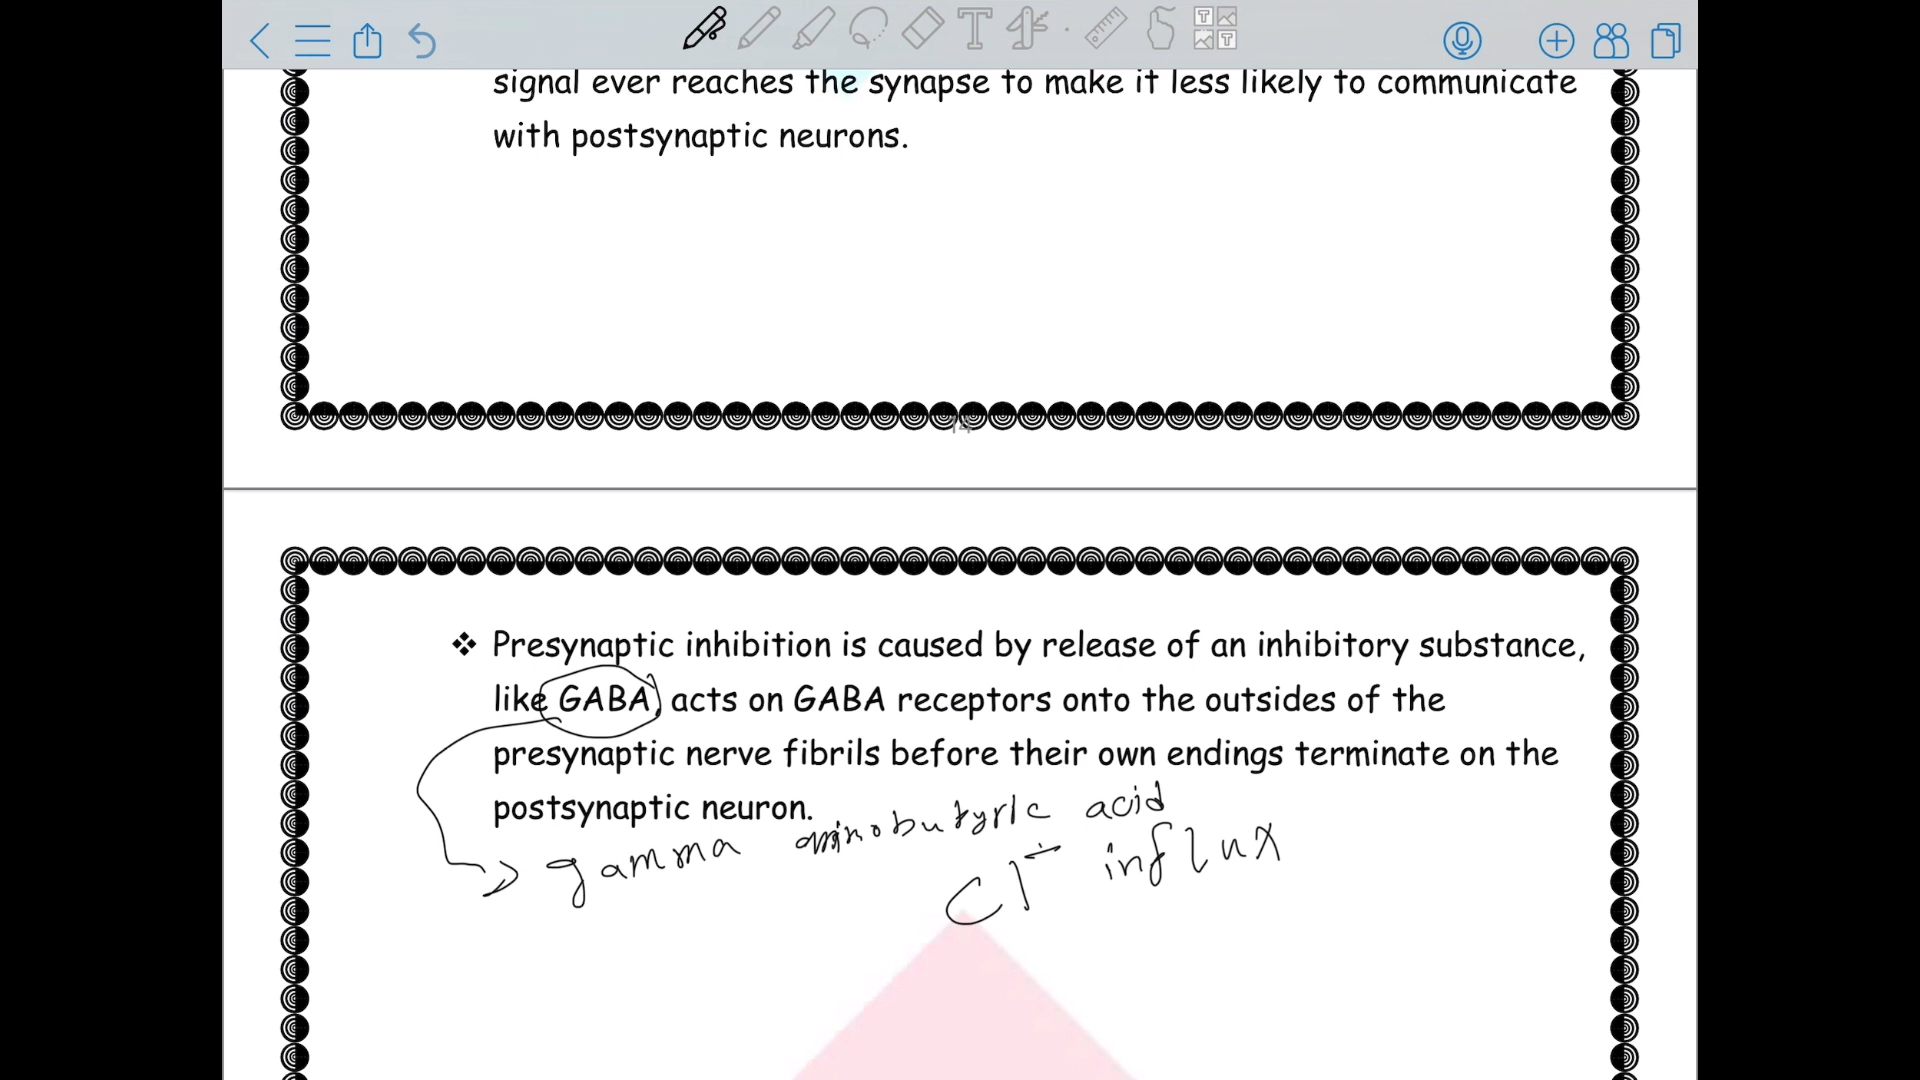 signal ever reaches the synapse to make it less likely to communicate
with postsynaptic neurons.
14
❖ Presynaptic inhibition is caused by release of an inhibitory substance,
like GABA, acts on GABA receptors onto the outsides of the
presynaptic nerve fibrils before their own endings terminate on the
postsynaptic neuron.
gamma aminobutyric acid
Cl⁻ influx